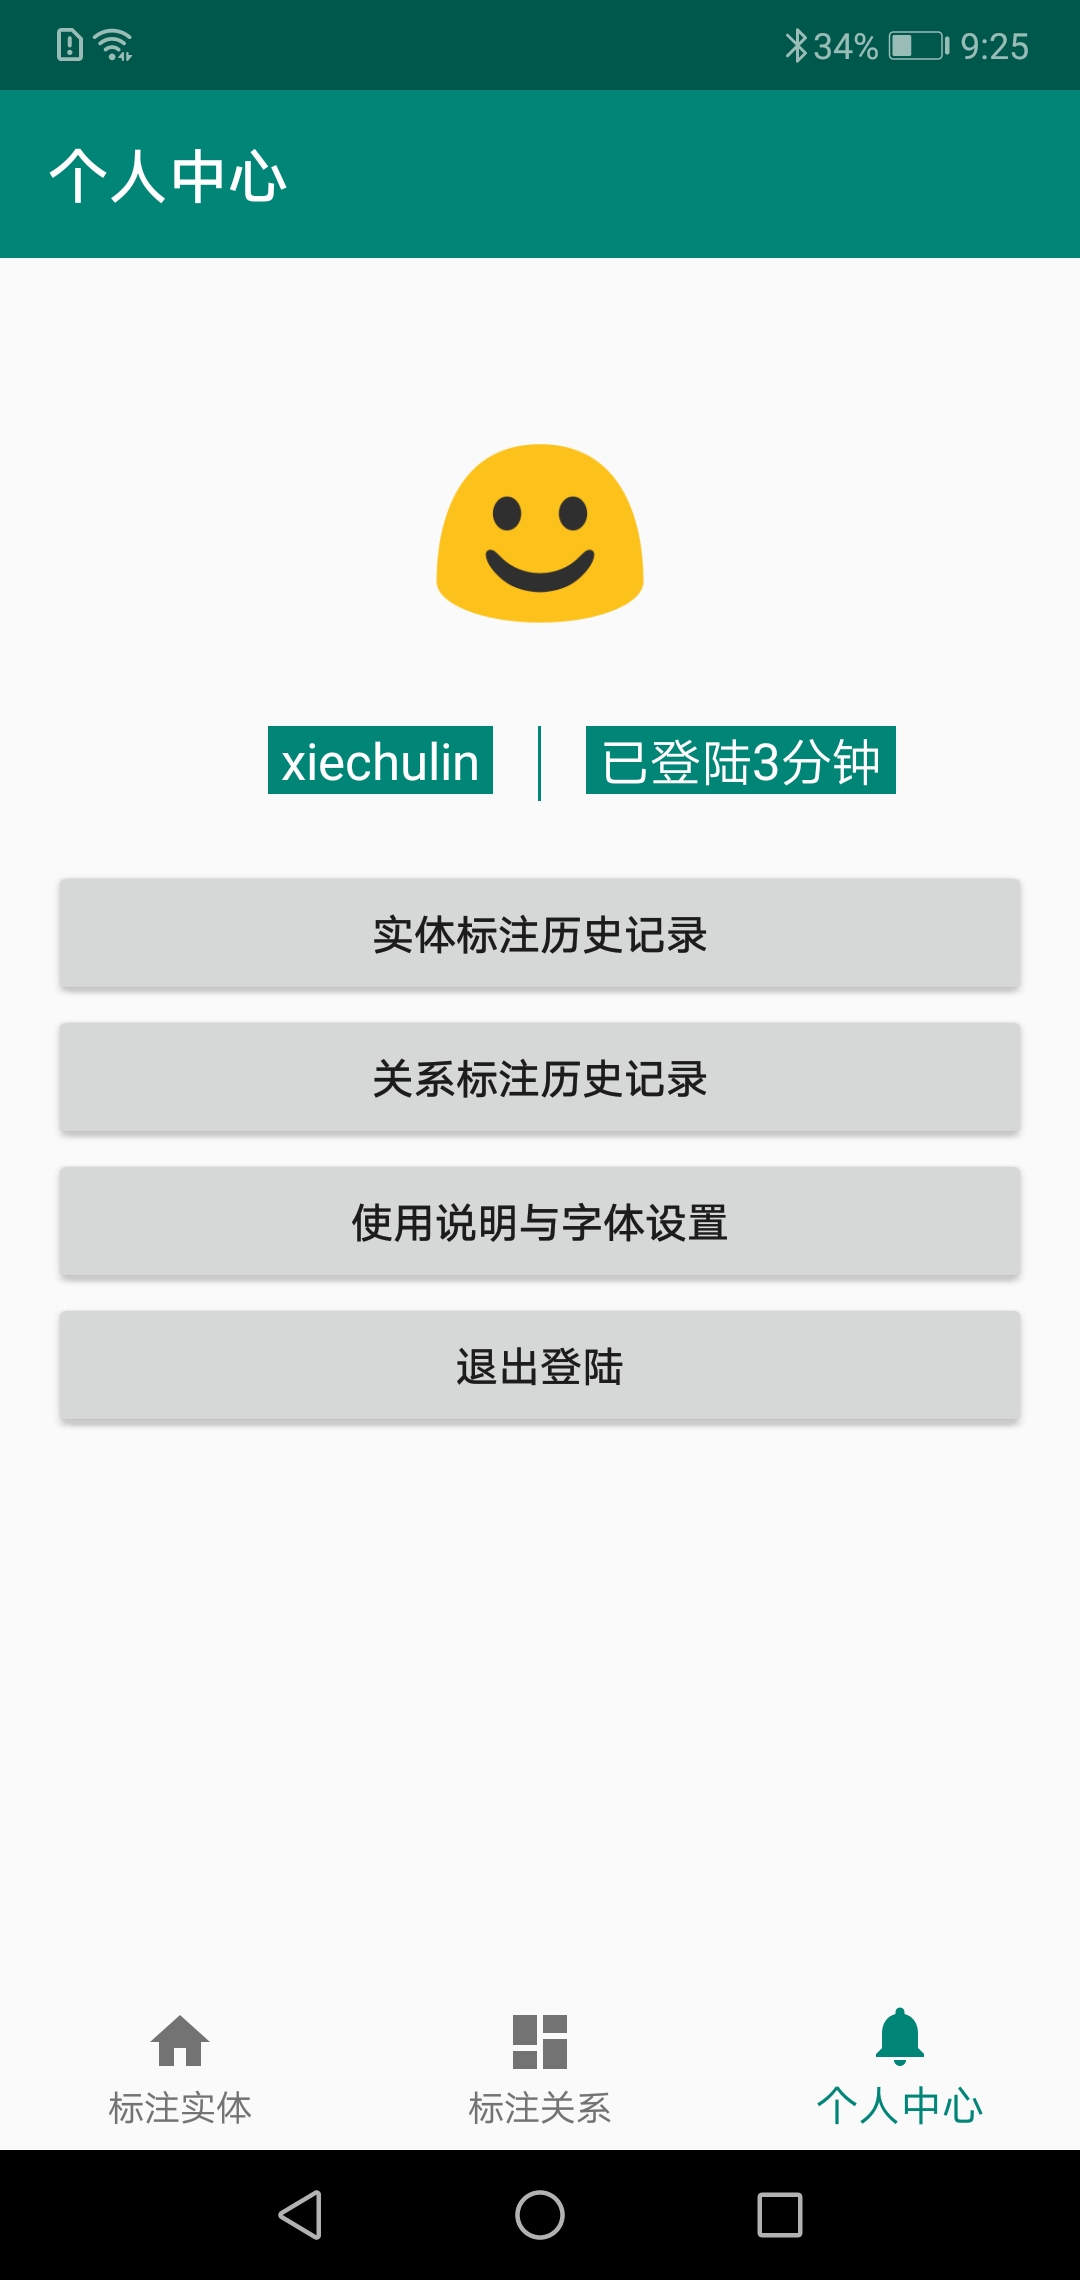 34% 9:25
个人中心
xiechulin 已登陆3分钟
实体标注历史记录
关系标注历史记录
使用说明与字体设置
退出登陆
标注实体 标注关系 个人中心